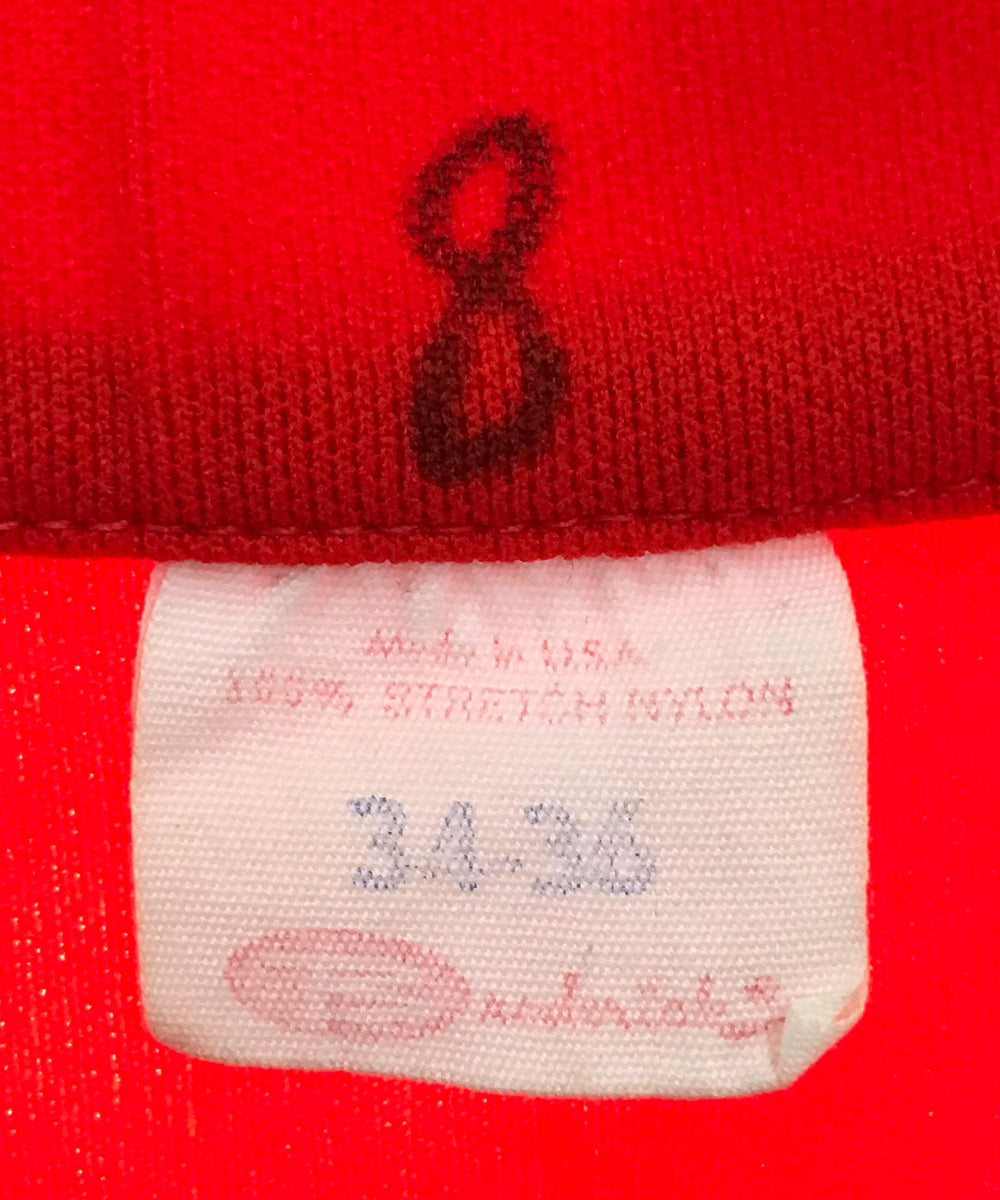 8
Made in U.S.A.
100% STRETCH NYLON
34-36